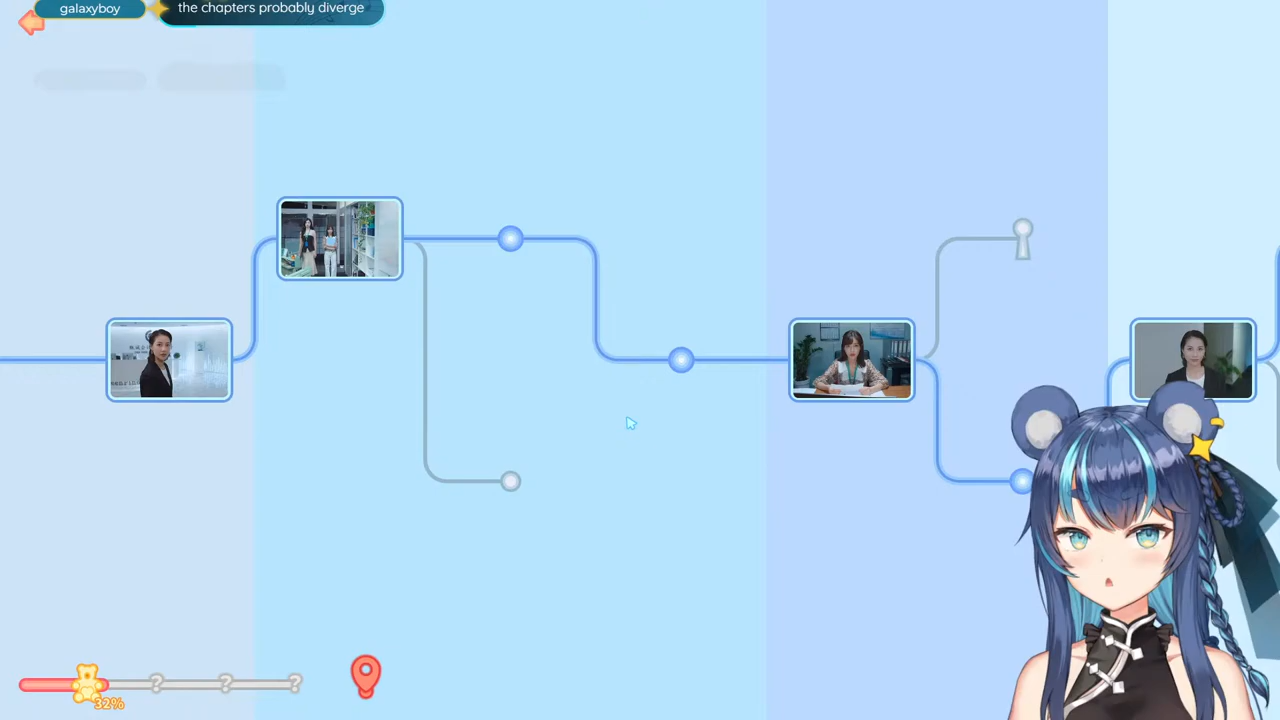 galaxyboy
the chapters probably diverge
?
?
?
32%